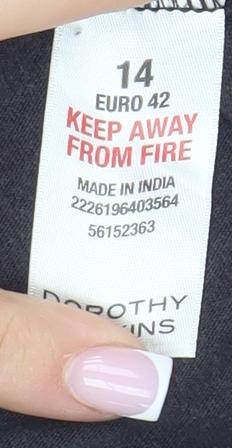 14
EURO 42
KEEP AWAY
FROM FIRE
MADE IN INDIA
2226196403564
56152363
DOROTHY